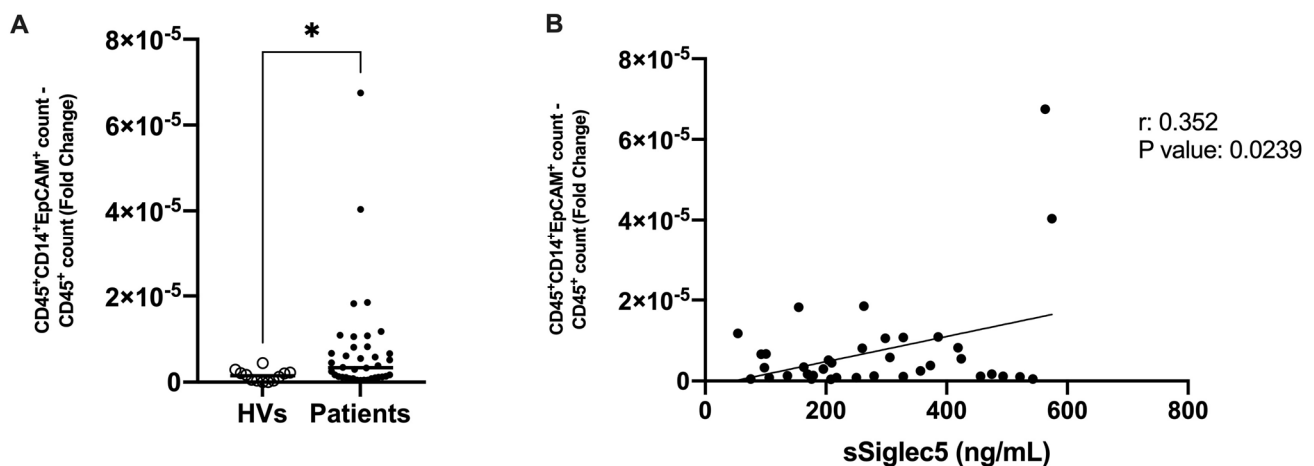 A
CD45⁺CD14⁺EpCAM⁺ count -
CD45⁺ count (Fold Change)
8×10⁻⁵
6×10⁻⁵
4×10⁻⁵
2×10⁻⁵
0
*
HVs Patients
B
CD45⁺CD14⁺EpCAM⁺ count -
CD45⁺ count (Fold Change)
8×10⁻⁵
6×10⁻⁵
4×10⁻⁵
2×10⁻⁵
0
0 200 400 600 800
sSiglec5 (ng/mL)
r: 0.352
P value: 0.0239